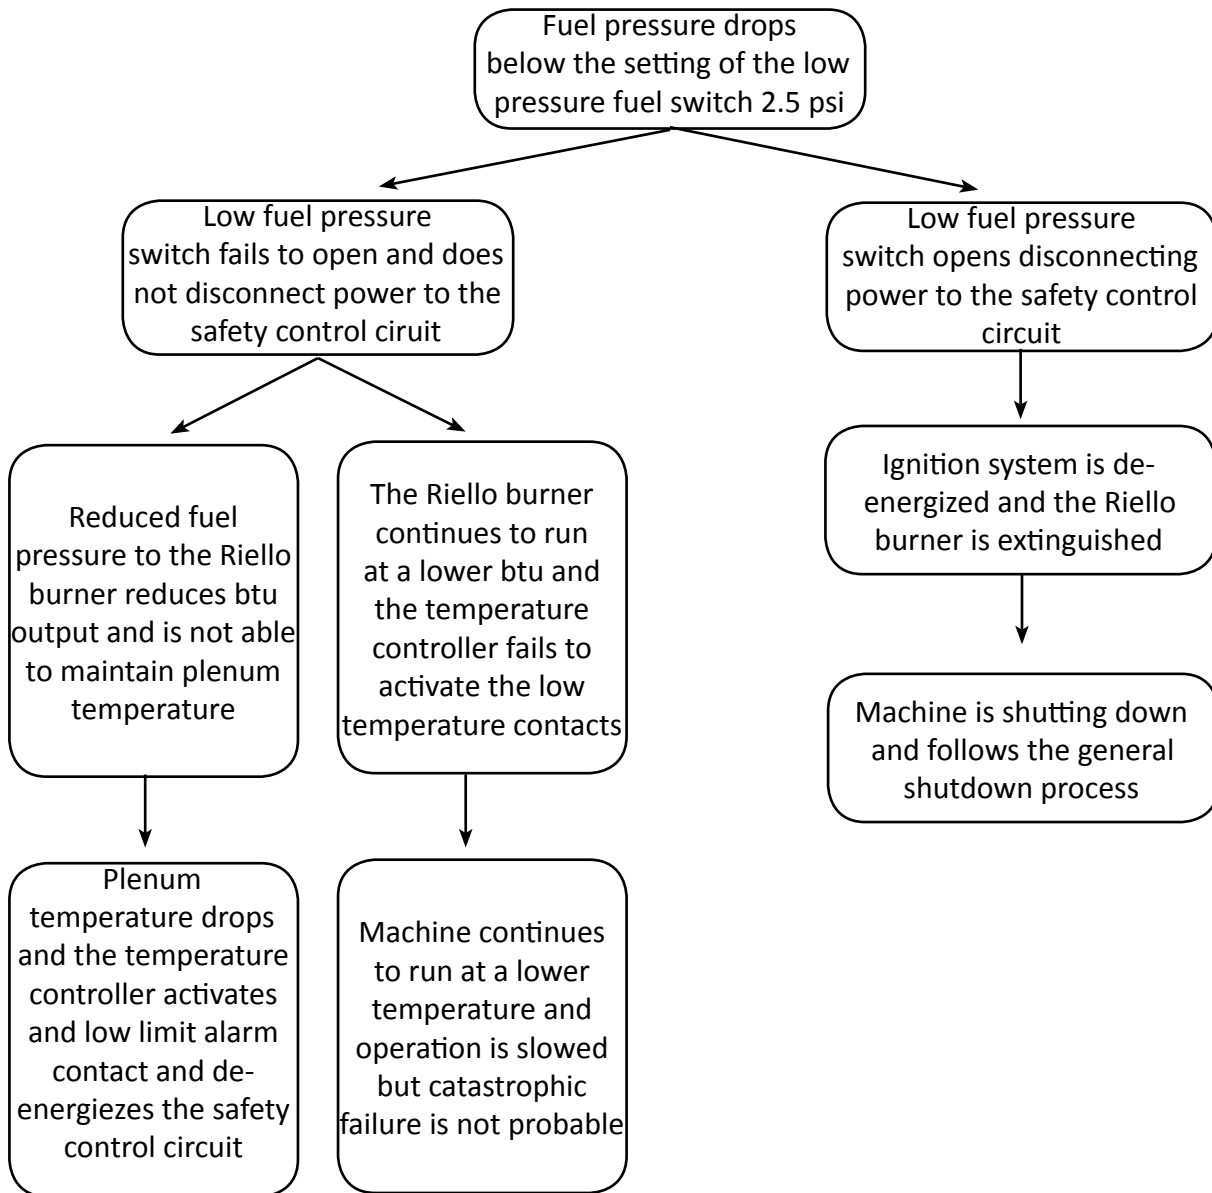 Fuel pressure drops
below the setting of the low
pressure fuel switch 2.5 psi
Low fuel pressure
switch fails to open and does
not disconnect power to the
safety control ciruit
Low fuel pressure
switch opens disconnecting
power to the safety control
circuit
Reduced fuel
pressure to the Riello
burner reduces btu
output and is not able
to maintain plenum
temperature
The Riello burner
continues to run
at a lower btu and
the temperature
controller fails to
activate the low
temperature contacts
Ignition system is de-
energized and the Riello
burner is extinguished
Machine is shutting down
and follows the general
shutdown process
Plenum
temperature drops
and the temperature
controller activates
and low limit alarm
contact and de-
energiezes the safety
control circuit
Machine continues
to run at a lower
temperature and
operation is slowed
but catastrophic
failure is not probable